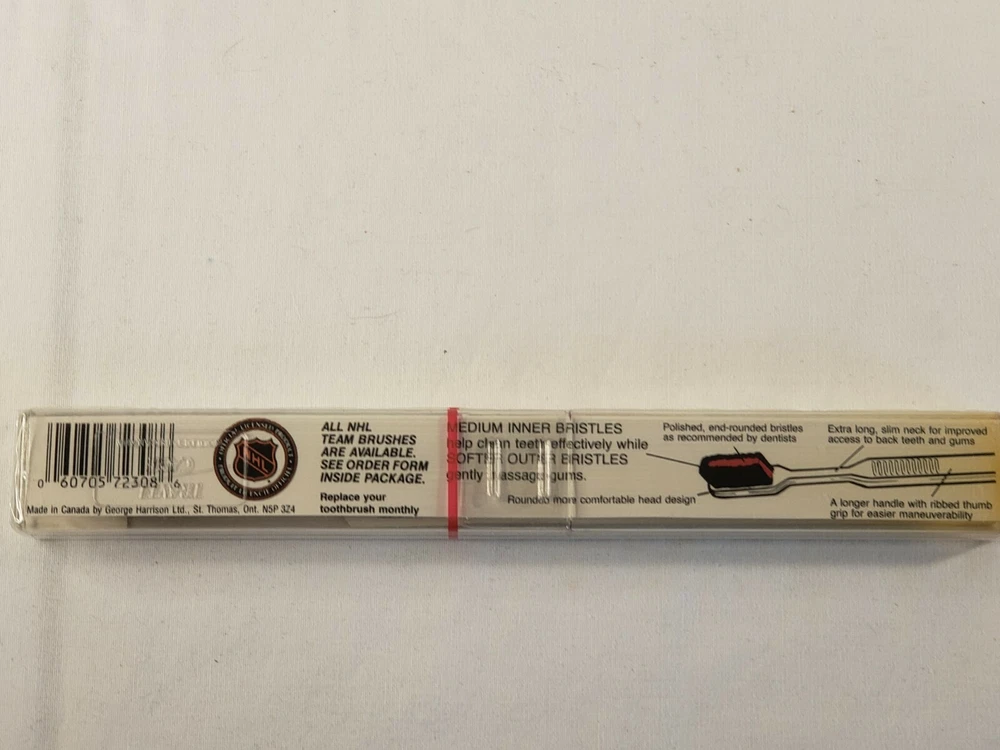 0 60705 72308 6
Made in Canada by George Harrison Ltd., St. Thomas, Ont. N5P 3Z4
OFFICIAL LICENSED PRODUCT
NHL
ALL NHL
TEAM BRUSHES
ARE AVAILABLE.
SEE ORDER FORM
INSIDE PACKAGE.
Replace your
toothbrush monthly
MEDIUM INNER BRISTLES
help clean teeth effectively while
SOFTER OUTER BRISTLES
gently massage gums.
Polished, end-rounded bristles
as recommended by dentists
Rounded more comfortable head design
Extra long, slim neck for improved
access to back teeth and gums
A longer handle with ribbed thumb
grip for easier maneuverability